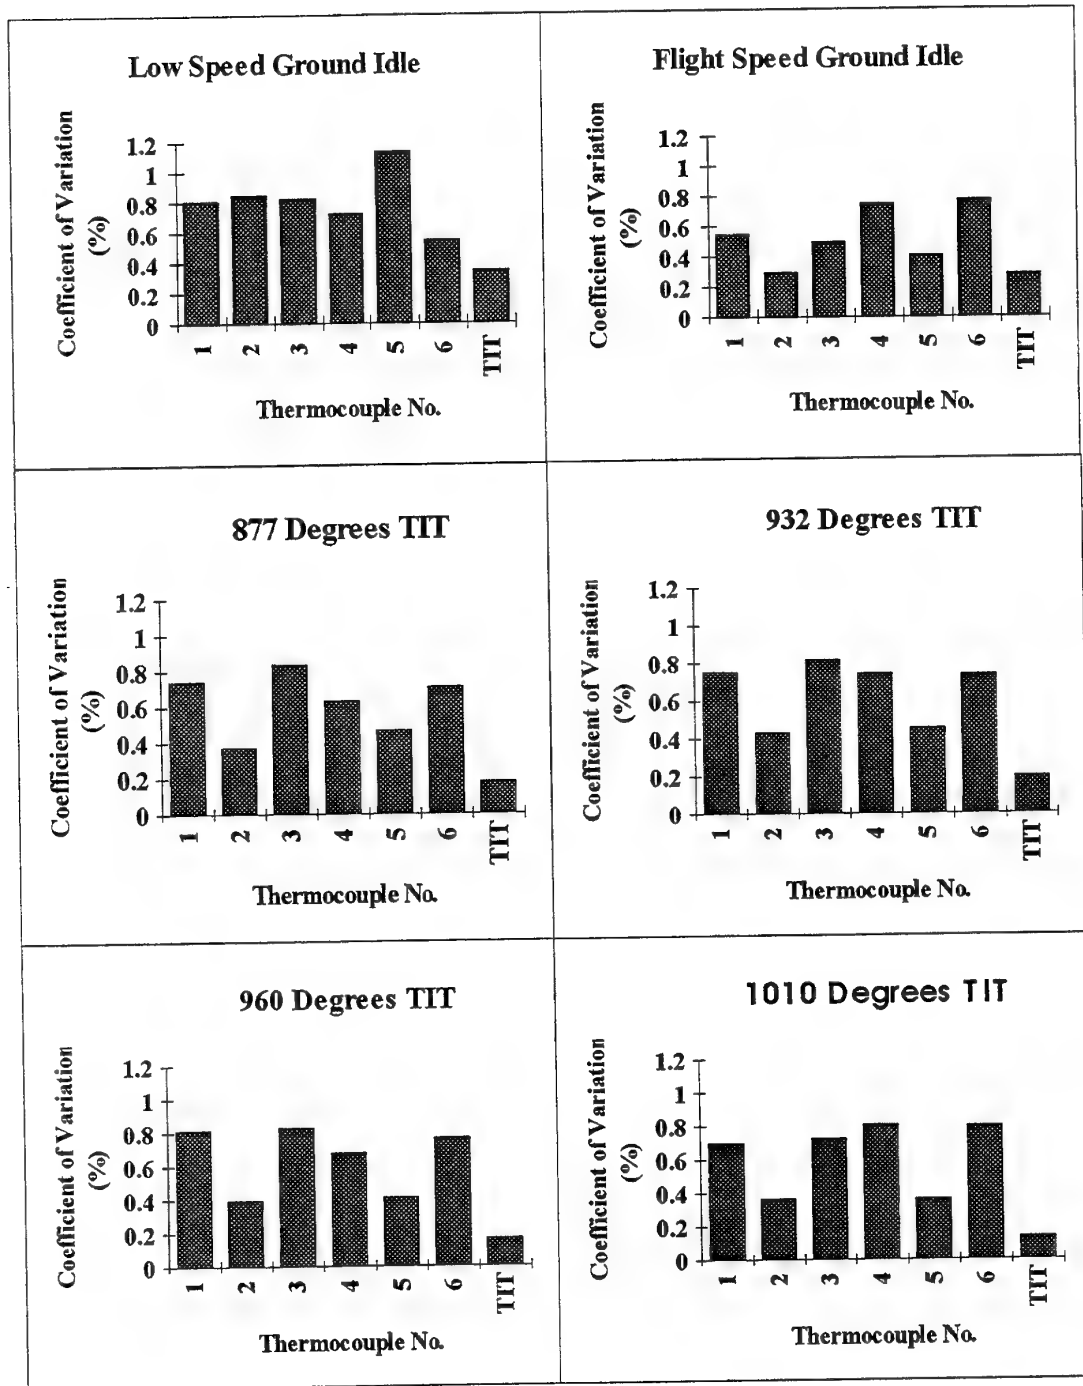 Low Speed Ground Idle
Coefficient of Variation
(%)
1.2
1
0.8
0.6
0.4
0.2
0
1 2 3 4 5 6 TIT
Thermocouple No.
Flight Speed Ground Idle
Coefficient of Variation
(%)
1.2
1
0.8
0.6
0.4
0.2
0
1 2 3 4 5 6 TIT
Thermocouple No.
877 Degrees TIT
Coefficient of Variation
(%)
1.2
1
0.8
0.6
0.4
0.2
0
1 2 3 4 5 6 TIT
Thermocouple No.
932 Degrees TIT
Coefficient of Variation
(%)
1.2
1
0.8
0.6
0.4
0.2
0
1 2 3 4 5 6 TIT
Thermocouple No.
960 Degrees TIT
Coefficient of Variation
(%)
1.2
1
0.8
0.6
0.4
0.2
0
1 2 3 4 5 6 TIT
Thermocouple No.
1010 Degrees TIT
Coefficient of Variation
(%)
1.2
1
0.8
0.6
0.4
0.2
0
1 2 3 4 5 6 TIT
Thermocouple No.